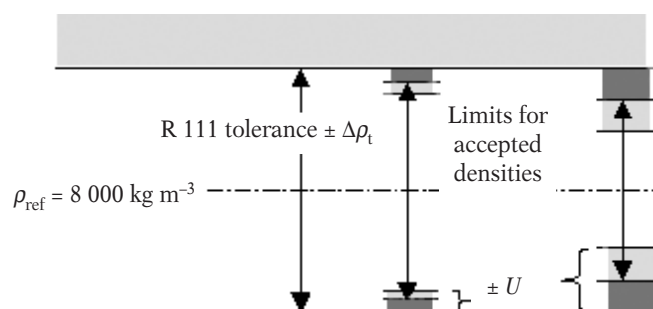 R 111 tolerance ± Δρt
Limits for
accepted
densities
ρref = 8 000 kg m–3
± U